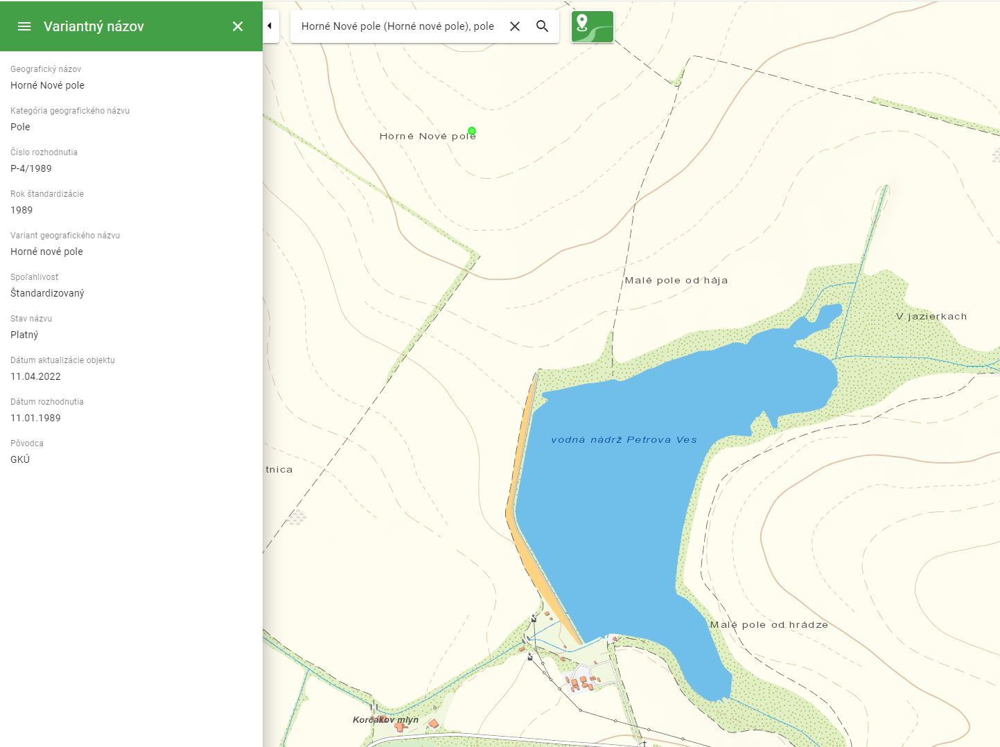 Variantný názov
Geografický názov
Horné Nové pole
Kategória geografického názvu
Pole
Číslo rozhodnutia
P-4/1989
Rok štandardizácie
1989
Variant geografického názvu
Horné nové pole
Spoľahlivosť
Štandardizovaný
Stav názvu
Platný
Dátum aktualizácie objektu
11.04.2022
Dátum rozhodnutia
11.01.1989
Pôvodca
GKÚ
Horné Nové pole (Horné nové pole), pole
Horné Nové pole
Malé pole od hája
V jazierkach
vodná nádrž Petrova Ves
tnica
Malé pole od hrádze
Korčákov mlyn